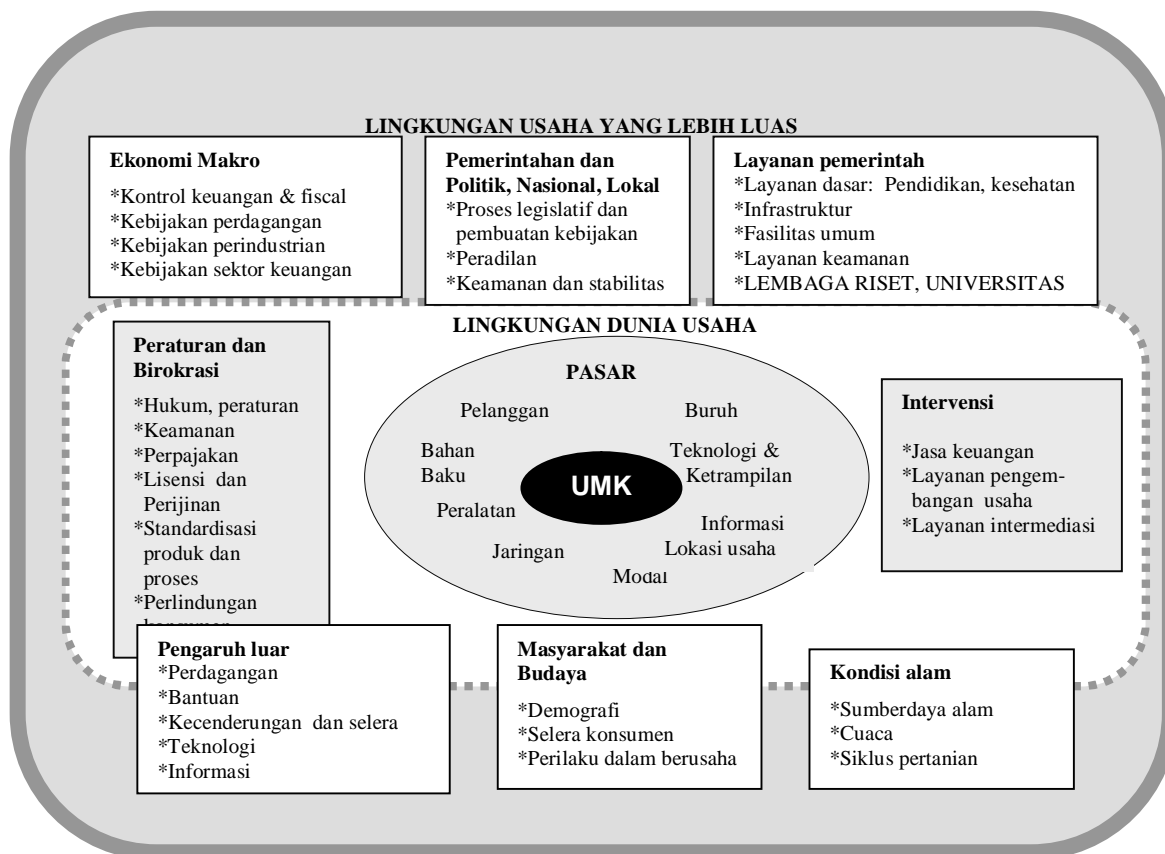 LINGKUNGAN USAHA YANG LEBIH LUAS
Ekonomi Makro
*Kontrol keuangan & fiscal
*Kebijakan perdagangan
*Kebijakan perindustrian
*Kebijakan sektor keuangan
Pemerintahan dan
Politik, Nasional, Lokal
*Proses legislatif dan
pembuatan kebijakan
*Peradilan
*Keamanan dan stabilitas
Layanan pemerintah
*Layanan dasar: Pendidikan, kesehatan
*Infrastruktur
*Fasilitas umum
*Layanan keamanan
*LEMBAGA RISET, UNIVERSITAS
LINGKUNGAN DUNIA USAHA
Peraturan dan
Birokrasi
*Hukum, peraturan
*Keamanan
*Perpajakan
*Lisensi dan
Perijinan
*Standardisasi
produk dan
proses
*Perlindungan
PASAR
Pelanggan
Buruh
Bahan
Baku
Teknologi &
Ketrampilan
UMK
Peralatan
Informasi
Jaringan
Lokasi usaha
Modal
Intervensi
*Jasa keuangan
*Layanan pengem-
bangan usaha
*Layanan intermediasi
Pengaruh luar
*Perdagangan
*Bantuan
*Kecenderungan dan selera
*Teknologi
*Informasi
Masyarakat dan
Budaya
*Demografi
*Selera konsumen
*Perilaku dalam berusaha
Kondisi alam
*Sumberdaya alam
*Cuaca
*Siklus pertanian